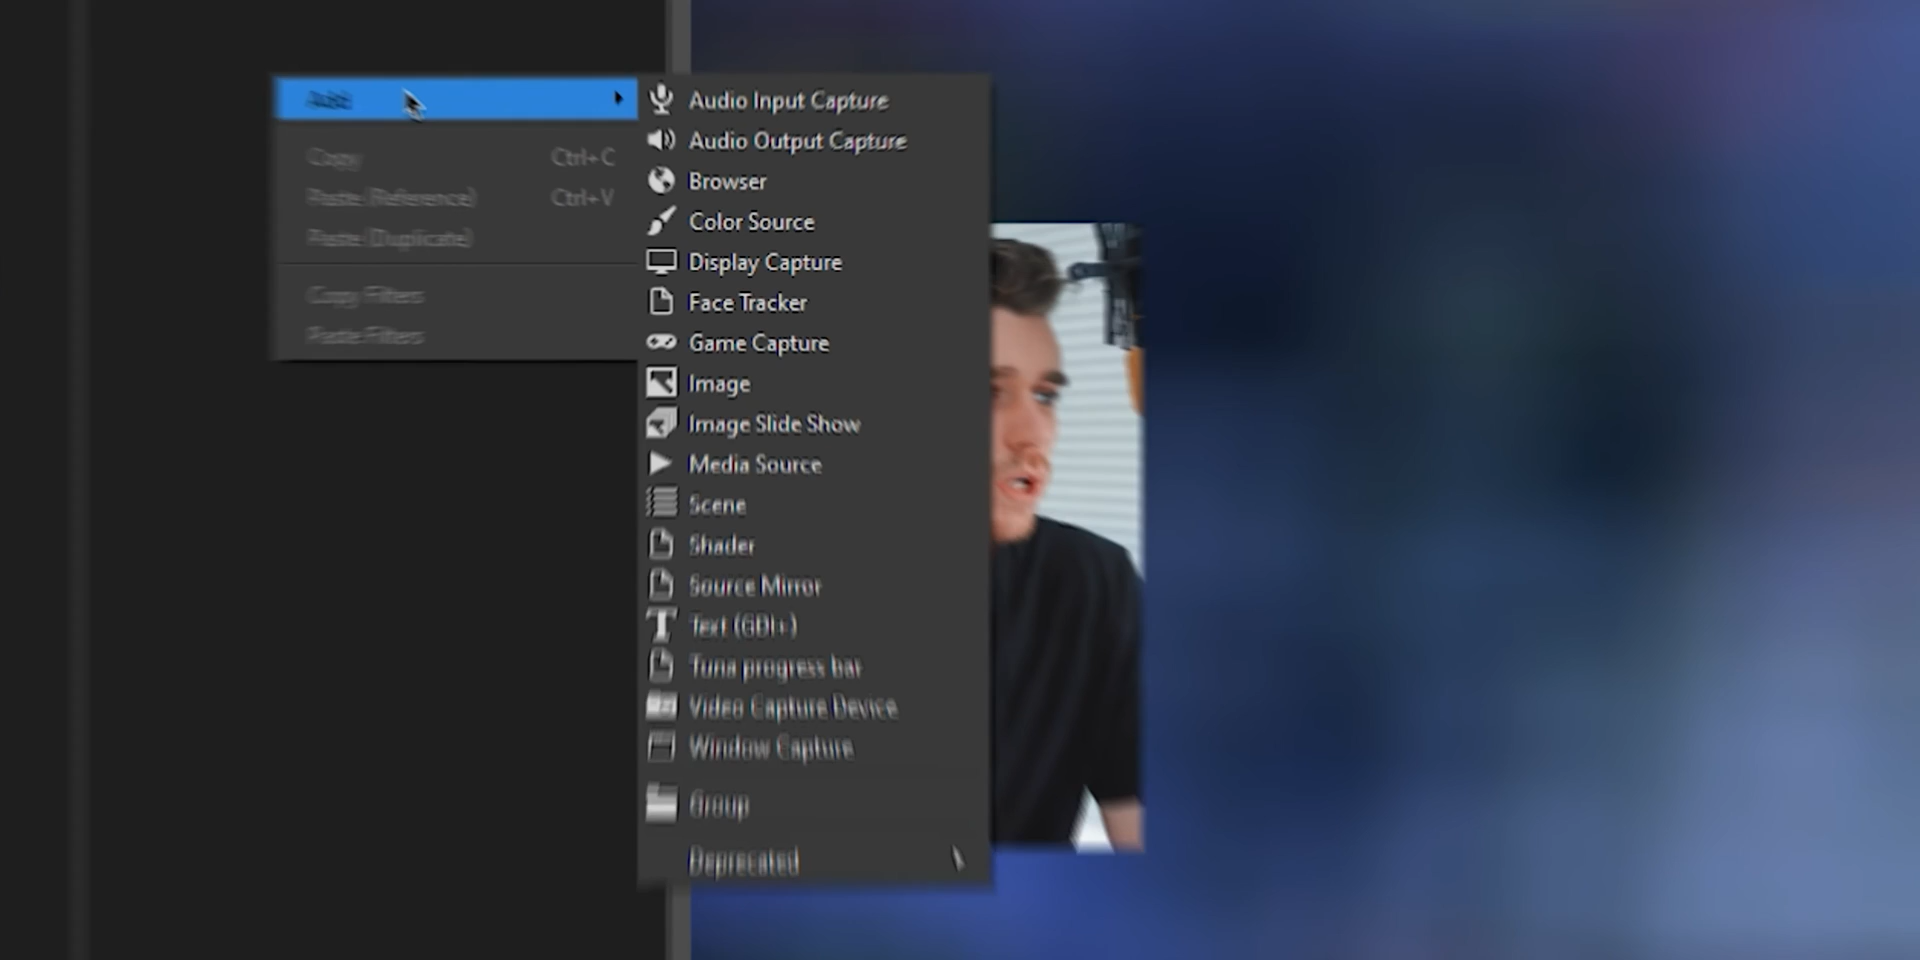 Add
Copy Ctrl+C
Paste (Reference) Ctrl+V
Paste (Duplicate)
Copy Filters
Paste Filters
Audio Input Capture
Audio Output Capture
Browser
Color Source
Display Capture
Face Tracker
Game Capture
Image
Image Slide Show
Media Source
Scene
Shader
Source Mirror
Text (GDI+)
Tuna progress bar
Video Capture Device
Window Capture
Group
Deprecated